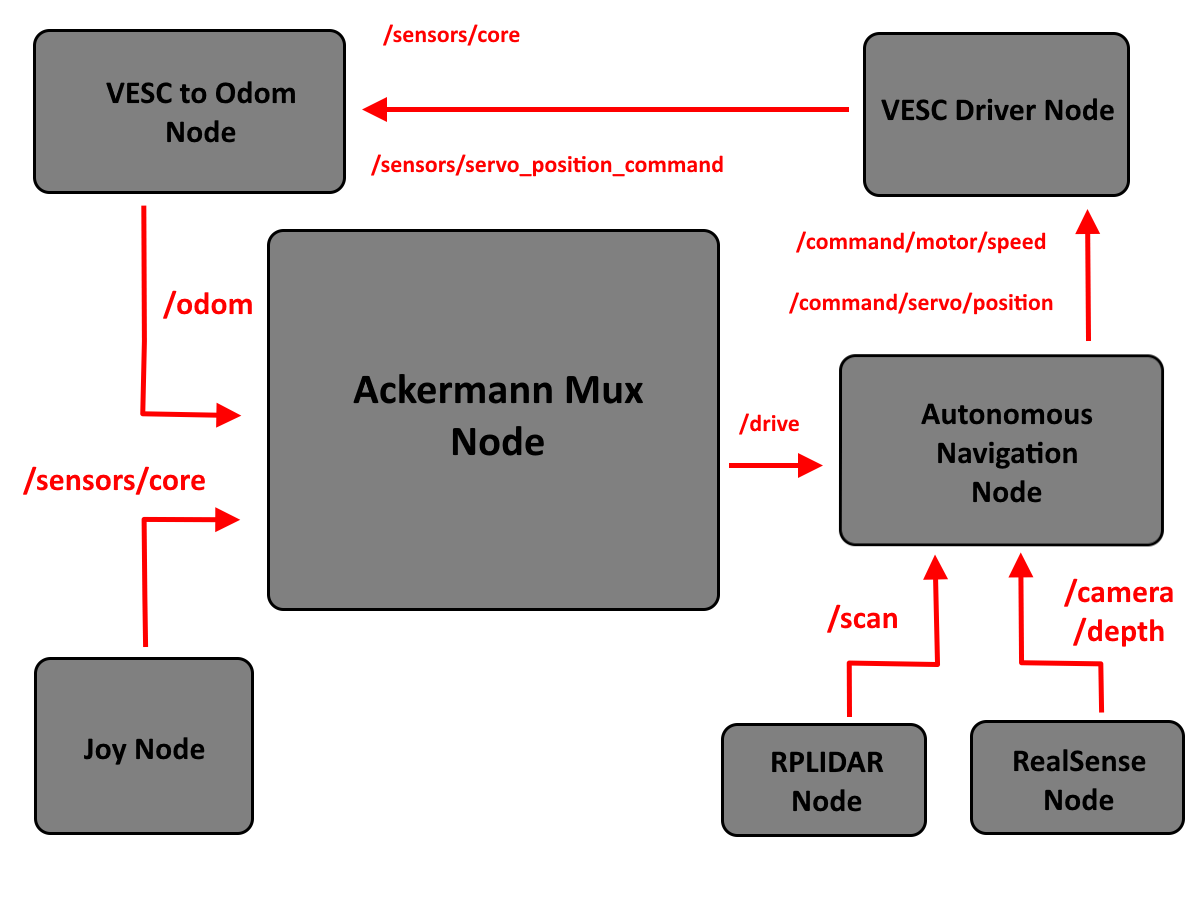 /sensors/core
VESC to Odom
Node
VESC Driver Node
/sensors/servo_position_command
/command/motor/speed
/odom
/command/servo/position
Ackermann Mux
Node
/drive
Autonomous
Navigation
Node
/sensors/core
/scan
/camera
/depth
Joy Node
RPLIDAR
Node
RealSense
Node